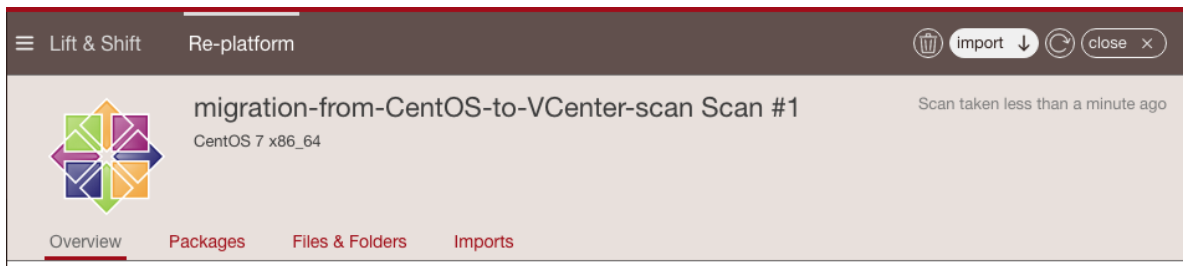 Lift & Shift Re-platform import close
migration-from-CentOS-to-VCenter-scan Scan #1 Scan taken less than a minute ago
CentOS 7 x86_64
Overview Packages Files & Folders Imports